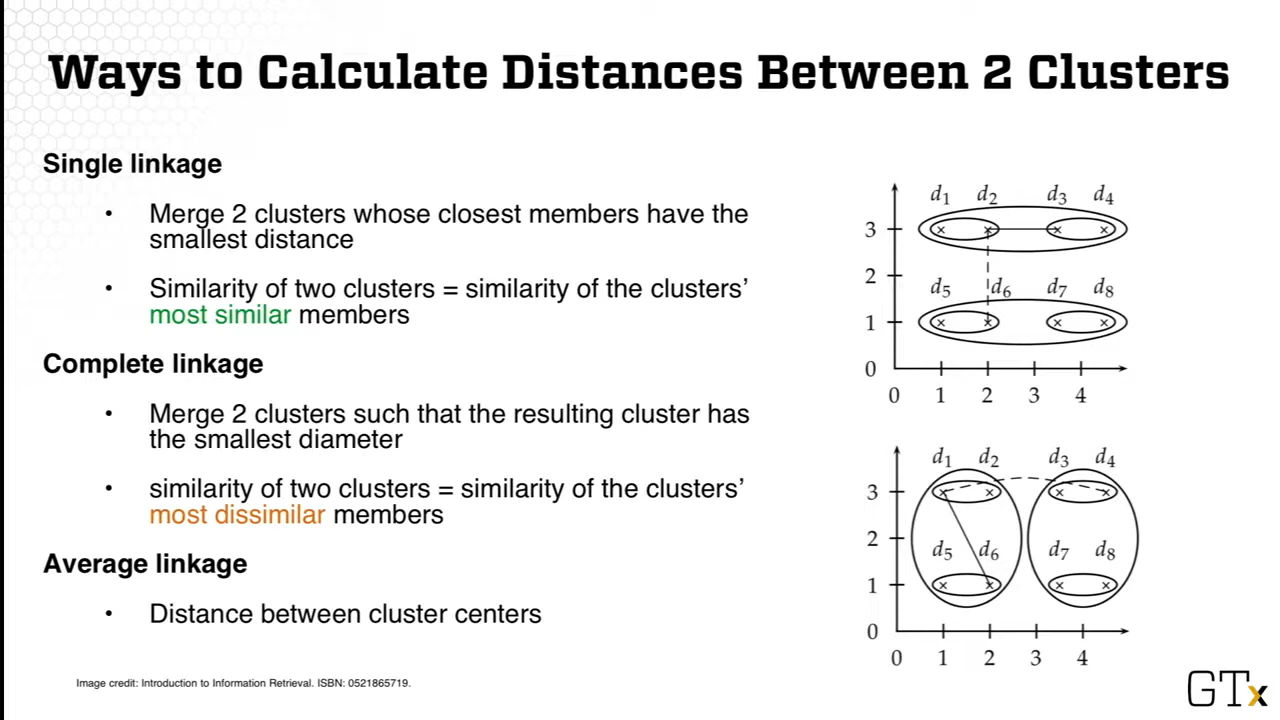 Ways to Calculate Distances Between 2 Clusters
Single linkage
• Merge 2 clusters whose closest members have the
smallest distance
• Similarity of two clusters = similarity of the clusters’
most similar members
Complete linkage
• Merge 2 clusters such that the resulting cluster has
the smallest diameter
• similarity of two clusters = similarity of the clusters’
most dissimilar members
Average linkage
• Distance between cluster centers
Image credit: Introduction to Information Retrieval. ISBN: 0521865719.
d1 d2 d3 d4
3
2
d5 d6 d7 d8
1
0
0 1 2 3 4
d1 d2 d3 d4
3
2
d5 d6 d7 d8
1
0
0 1 2 3 4
GTx